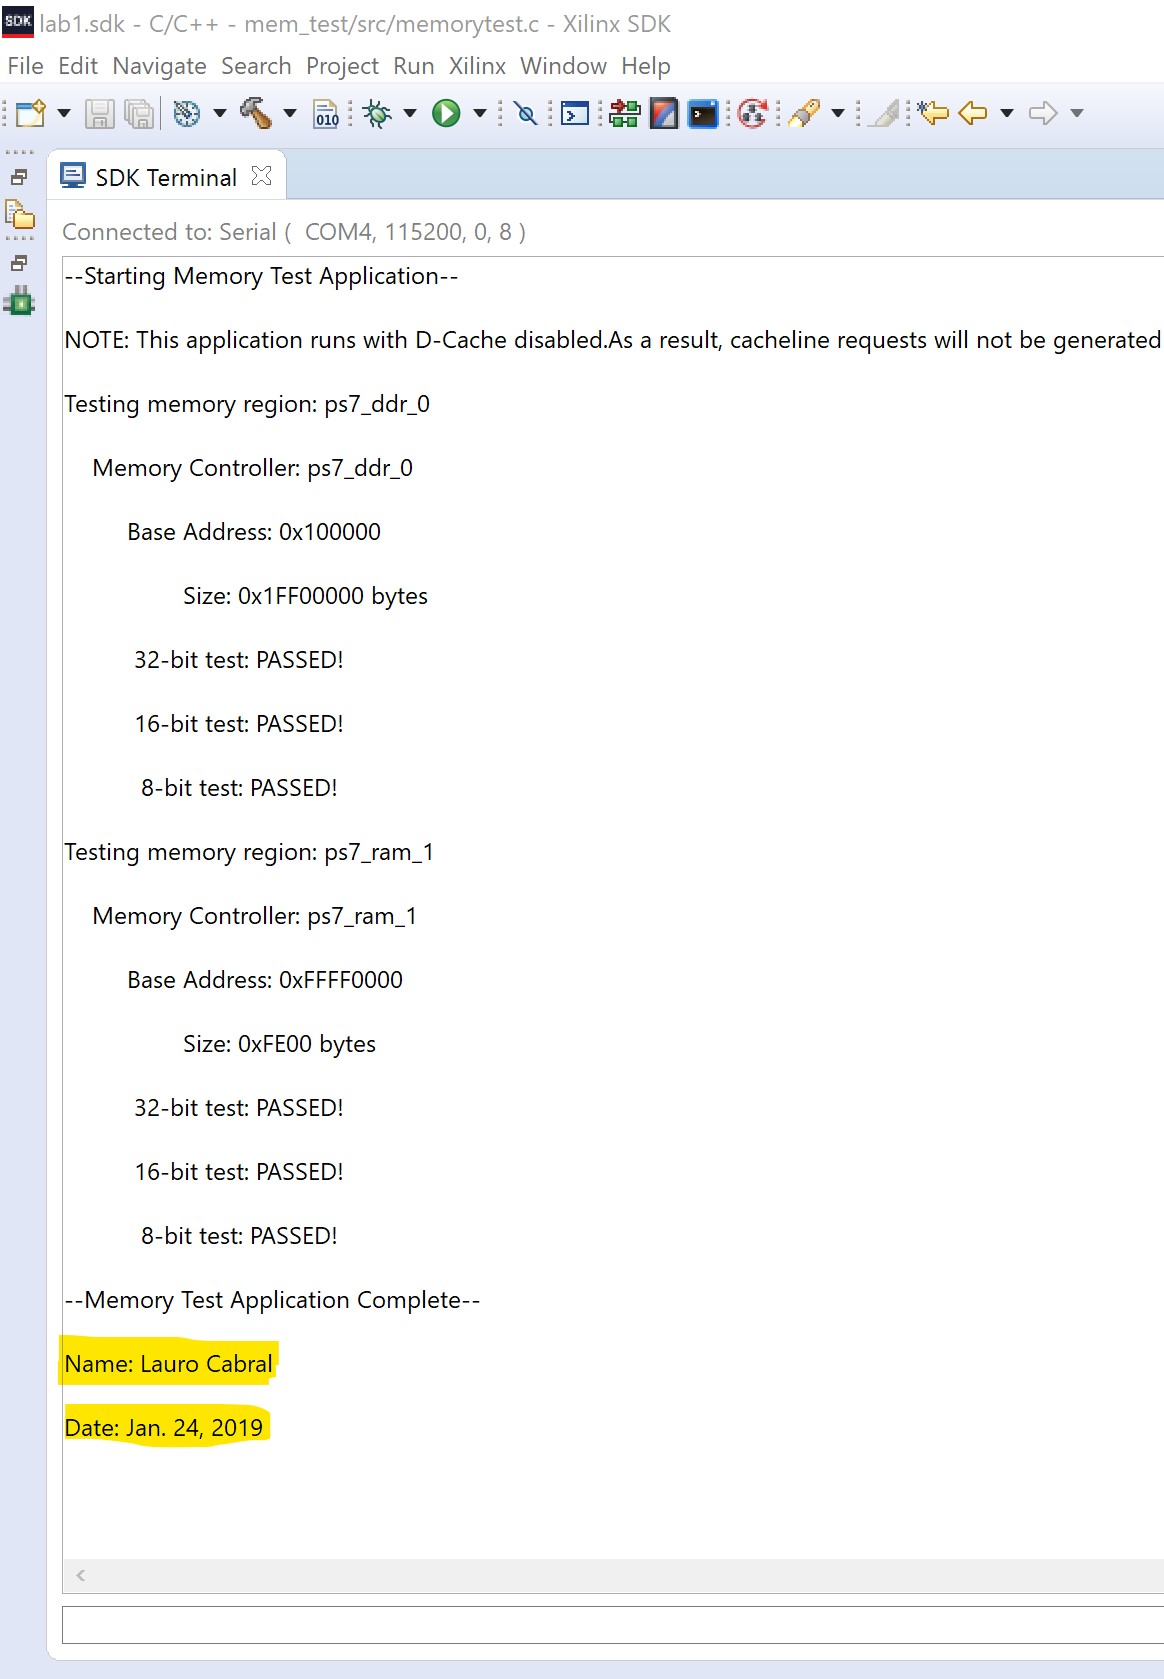 SDK lab1.sdk - C/C++ - mem_test/src/memorytest.c - Xilinx SDK
File Edit Navigate Search Project Run Xilinx Window Help
010
SDK Terminal
Connected to: Serial ( COM4, 115200, 0, 8 )
--Starting Memory Test Application--
NOTE: This application runs with D-Cache disabled.As a result, cacheline requests will not be generated
Testing memory region: ps7_ddr_0
Memory Controller: ps7_ddr_0
Base Address: 0x100000
Size: 0x1FF00000 bytes
32-bit test: PASSED!
16-bit test: PASSED!
8-bit test: PASSED!
Testing memory region: ps7_ram_1
Memory Controller: ps7_ram_1
Base Address: 0xFFFF0000
Size: 0xFE00 bytes
32-bit test: PASSED!
16-bit test: PASSED!
8-bit test: PASSED!
--Memory Test Application Complete--
Name: Lauro Cabral
Date: Jan. 24, 2019